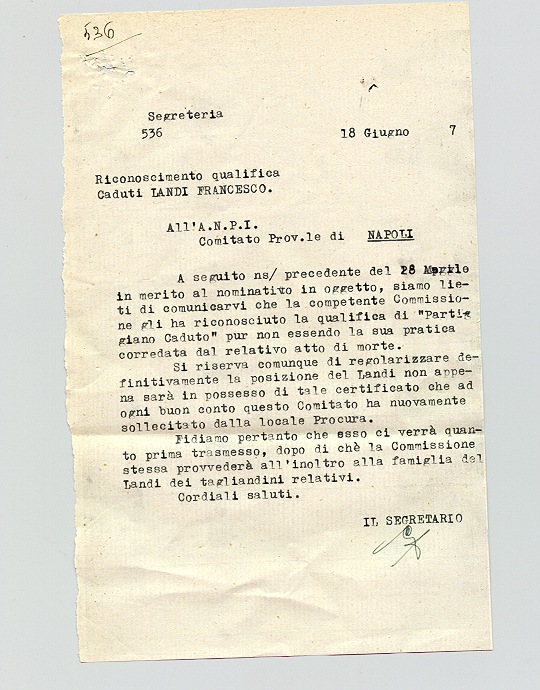 536
Segreteria
536 18 Giugno 7
Riconoscimento qualifica
Caduti LANDI FRANCESCO.
All'A.N.P.I.
Comitato Prov.le di NAPOLI
A seguito ns/ precedente del 28 Aprile
in merito al nominativo in oggetto, siamo lie-
ti di comunicarvi che la competente Commissio-
ne gli ha riconosciuto la qualifica di "Partig
giano Caduto" pur non essendo la sua pratica
corredata dal relativo atto di morte.
Si riserva comunque di regolarizzare de-
finitivamente la posizione del Landi non appe-
na sarà in possesso di tale certificato che ad
ogni buon conto questo Comitato ha nuovamente
sollecitato dalla locale Procura.
Fidiamo pertanto che esso ci verrà quan-
to prima trasmesso, dopo di chè la Commissione
stessa provvederà all'inoltro alla famiglia del
Landi dei tagliandini relativi.
Cordiali saluti.
IL SEGRETARIO